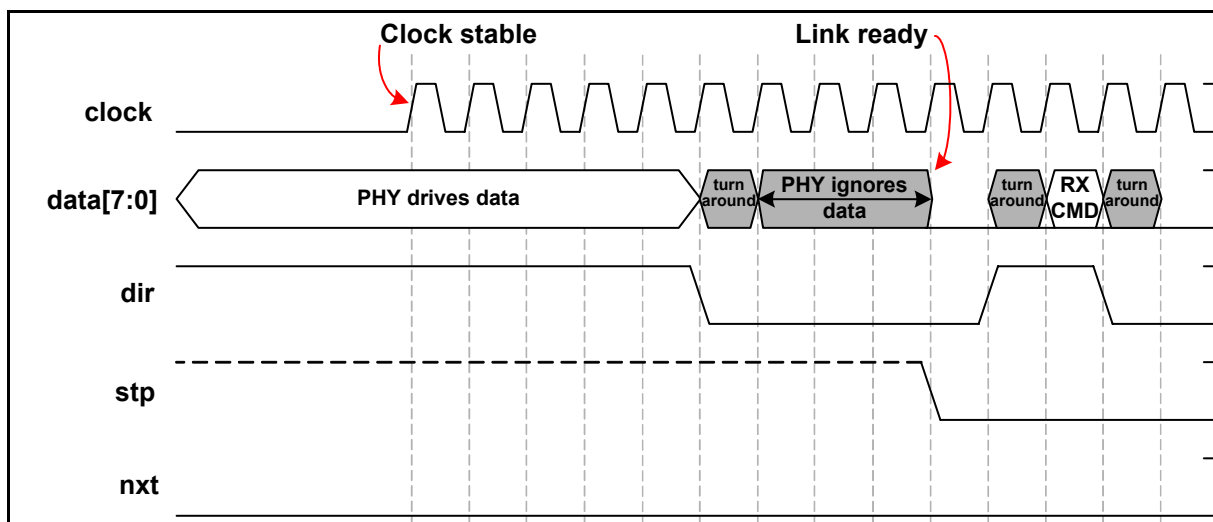 Clock stable
Link ready
clock
data[7:0]
PHY drives data
turn
around
PHY ignores
data
turn
around
RX
CMD
turn
around
dir
stp
nxt